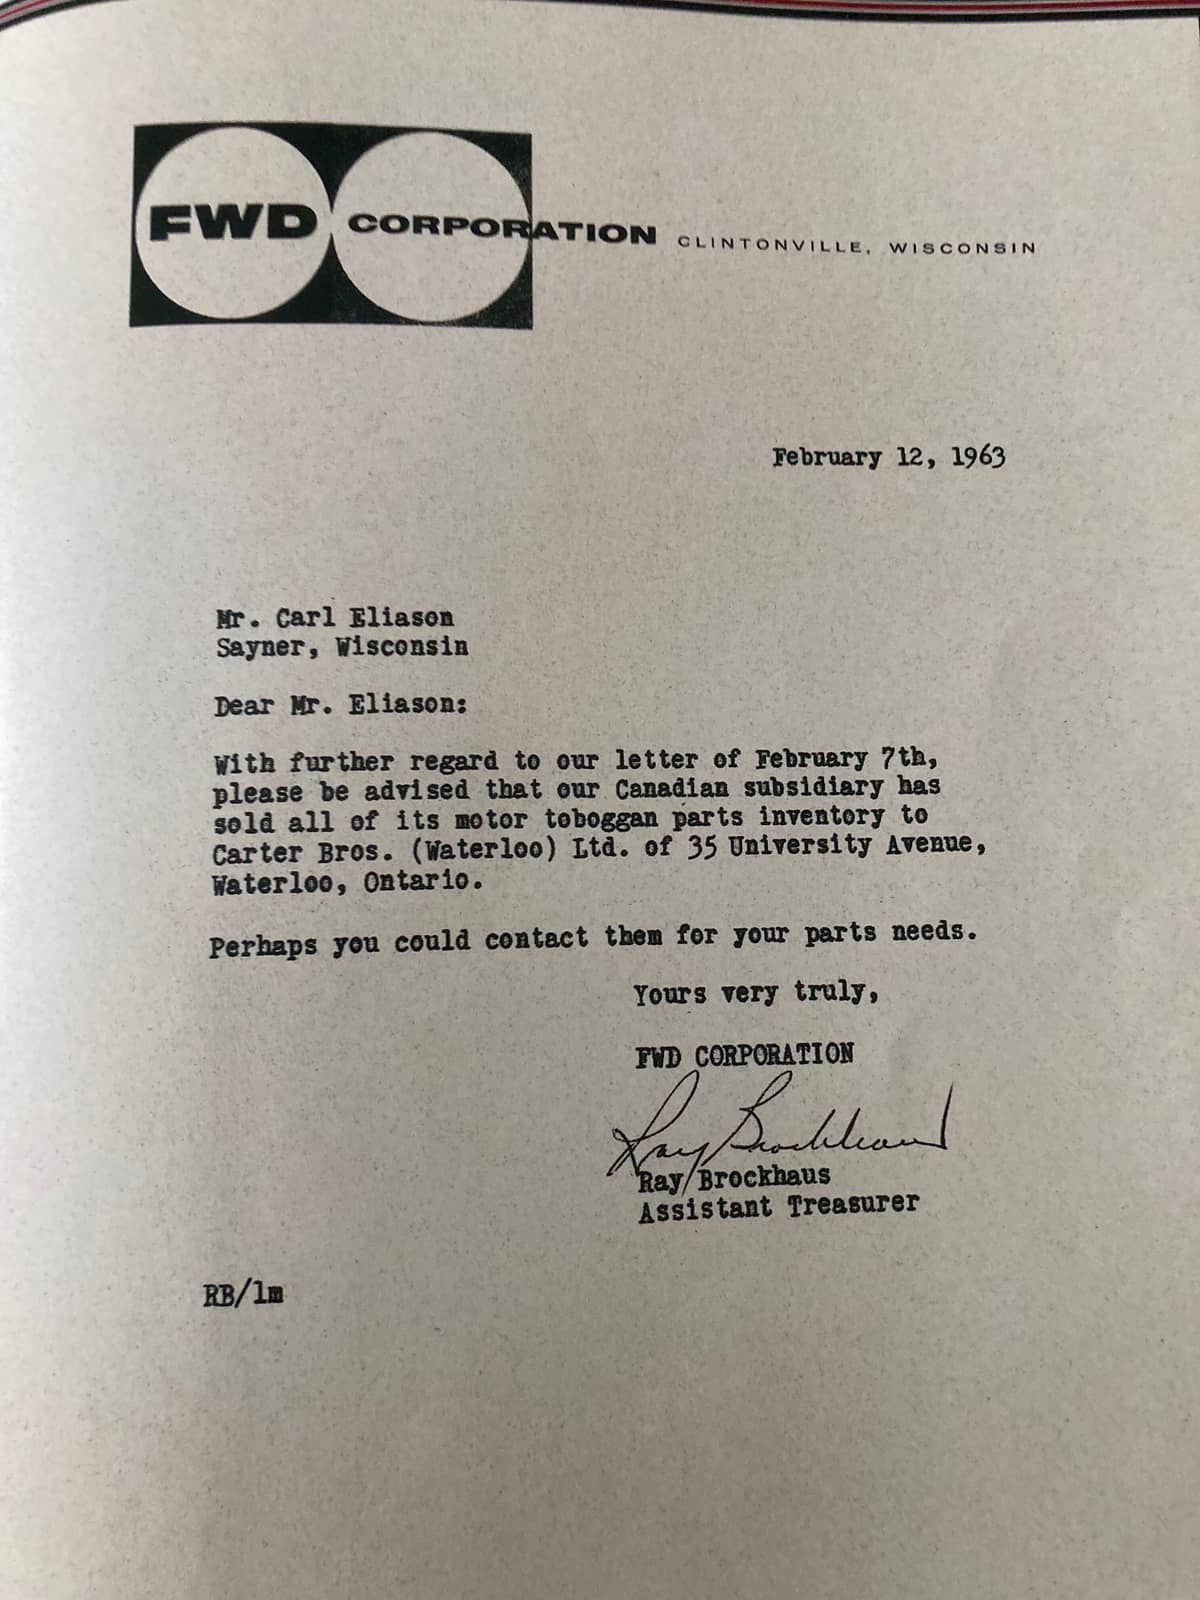 FWD CORPORATION CLINTONVILLE, WISCONSIN
February 12, 1963
Mr. Carl Eliason
Sayner, Wisconsin
Dear Mr. Eliason:
With further regard to our letter of February 7th,
please be advised that our Canadian subsidiary has
sold all of its motor toboggan parts inventory to
Carter Bros. (Waterloo) Ltd. of 35 University Avenue,
Waterloo, Ontario.
Perhaps you could contact them for your parts needs.
Yours very truly,
FWD CORPORATION
Ray Brockhaus
Ray Brockhaus
Assistant Treasurer
RB/lm